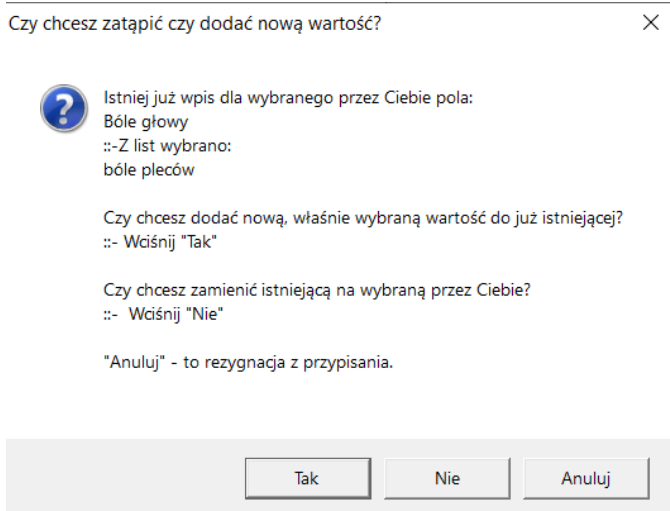 Czy chcesz zatąpić czy dodać nową wartość?
Istniej już wpis dla wybranego przez Ciebie pola:
Bóle głowy
::-Z list wybrano:
bóle pleców
Czy chcesz dodać nową, właśnie wybraną wartość do już istniejącej?
::- Wciśnij "Tak"
Czy chcesz zamienić istniejącą na wybraną przez Ciebie?
::-  Wciśnij "Nie"
"Anuluj" - to rezygnacja z przypisania.
Tak Nie Anuluj